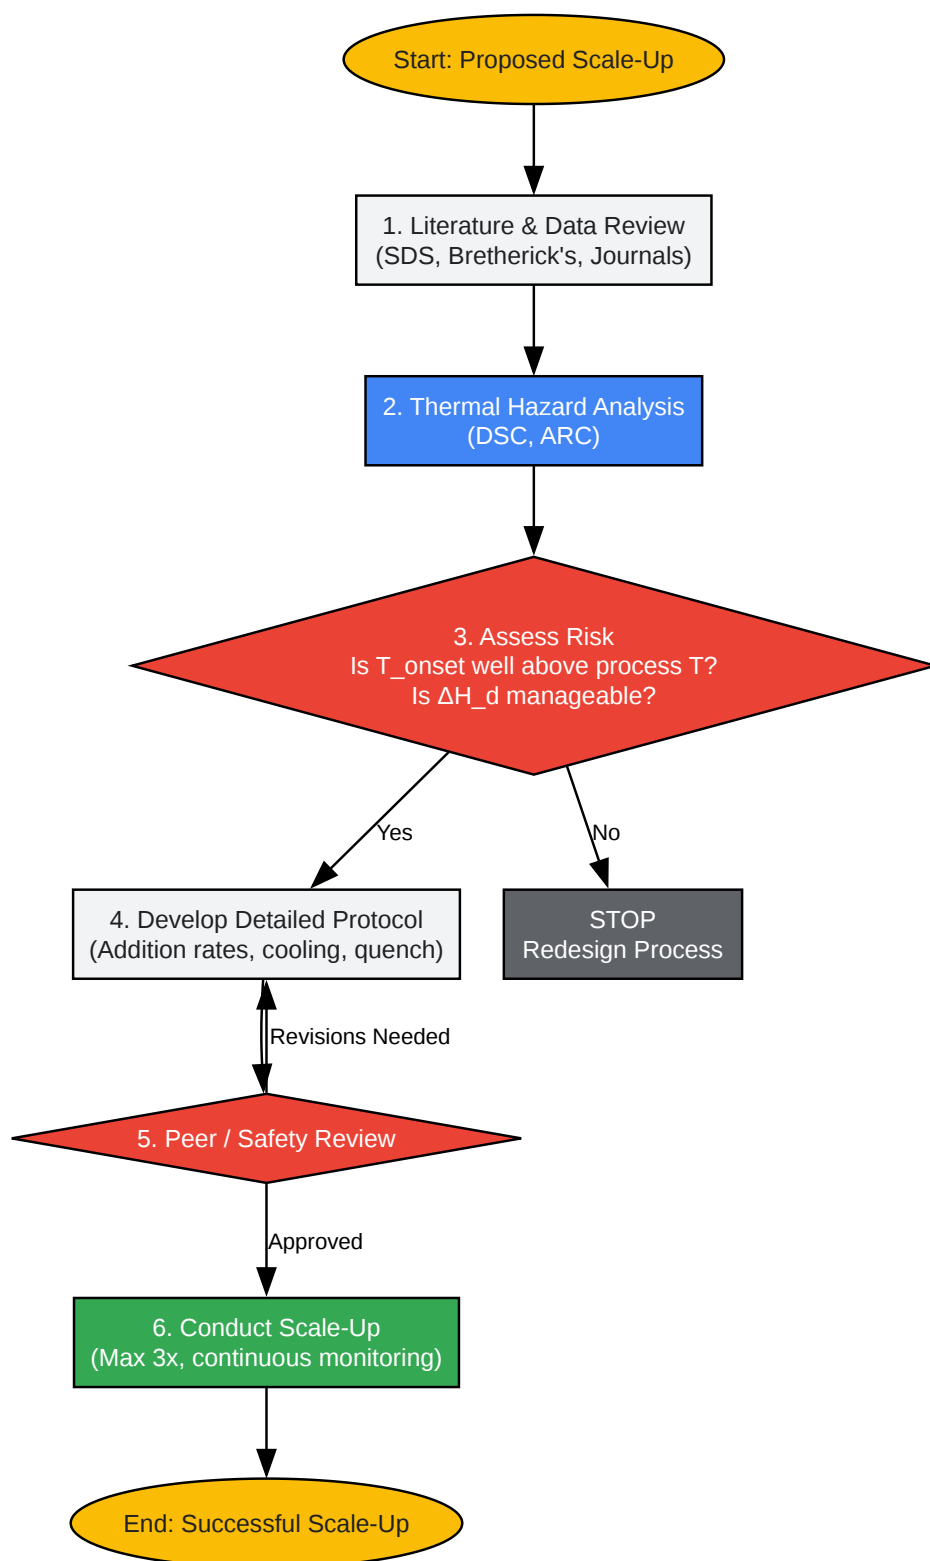 Start: Proposed Scale-Up
1. Literature & Data Review
(SDS, Bretherick's, Journals)
2. Thermal Hazard Analysis
(DSC, ARC)
3. Assess Risk
Is T_onset well above process T?
Is ΔH_d manageable?
Yes
No
4. Develop Detailed Protocol
(Addition rates, cooling, quench)
STOP
Redesign Process
Revisions Needed
5. Peer / Safety Review
Approved
6. Conduct Scale-Up
(Max 3x, continuous monitoring)
End: Successful Scale-Up